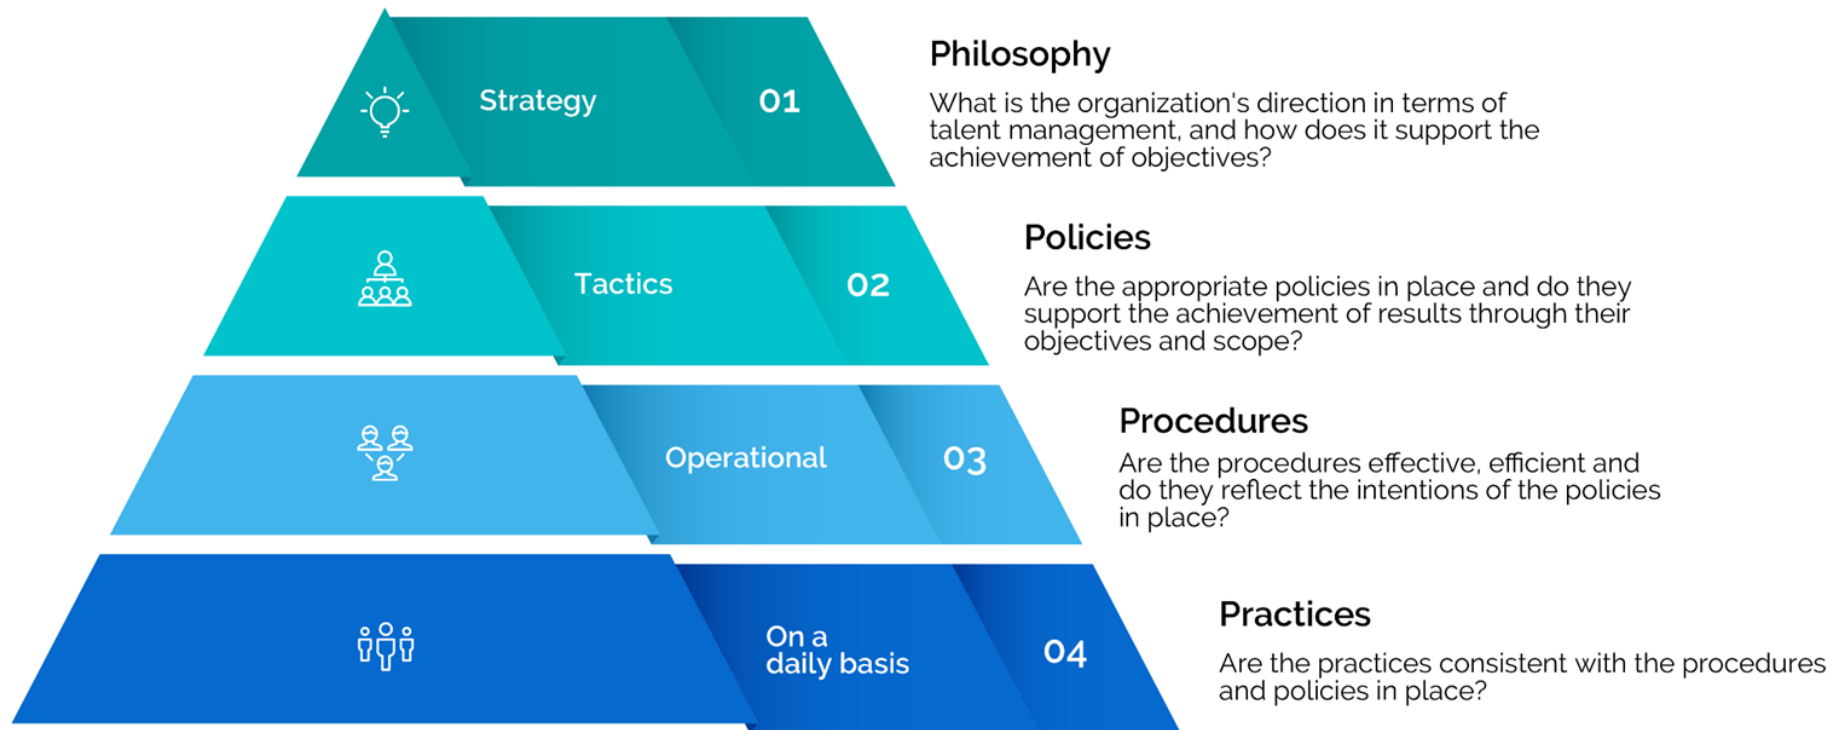 Strategy
01
Philosophy
What is the organization's direction in terms of
talent management, and how does it support the
achievement of objectives?
Tactics
02
Policies
Are the appropriate policies in place and do they
support the achievement of results through their
objectives and scope?
Operational
03
Procedures
Are the procedures effective, efficient and
do they reflect the intentions of the policies
in place?
On a
daily basis
04
Practices
Are the practices consistent with the procedures
and policies in place?